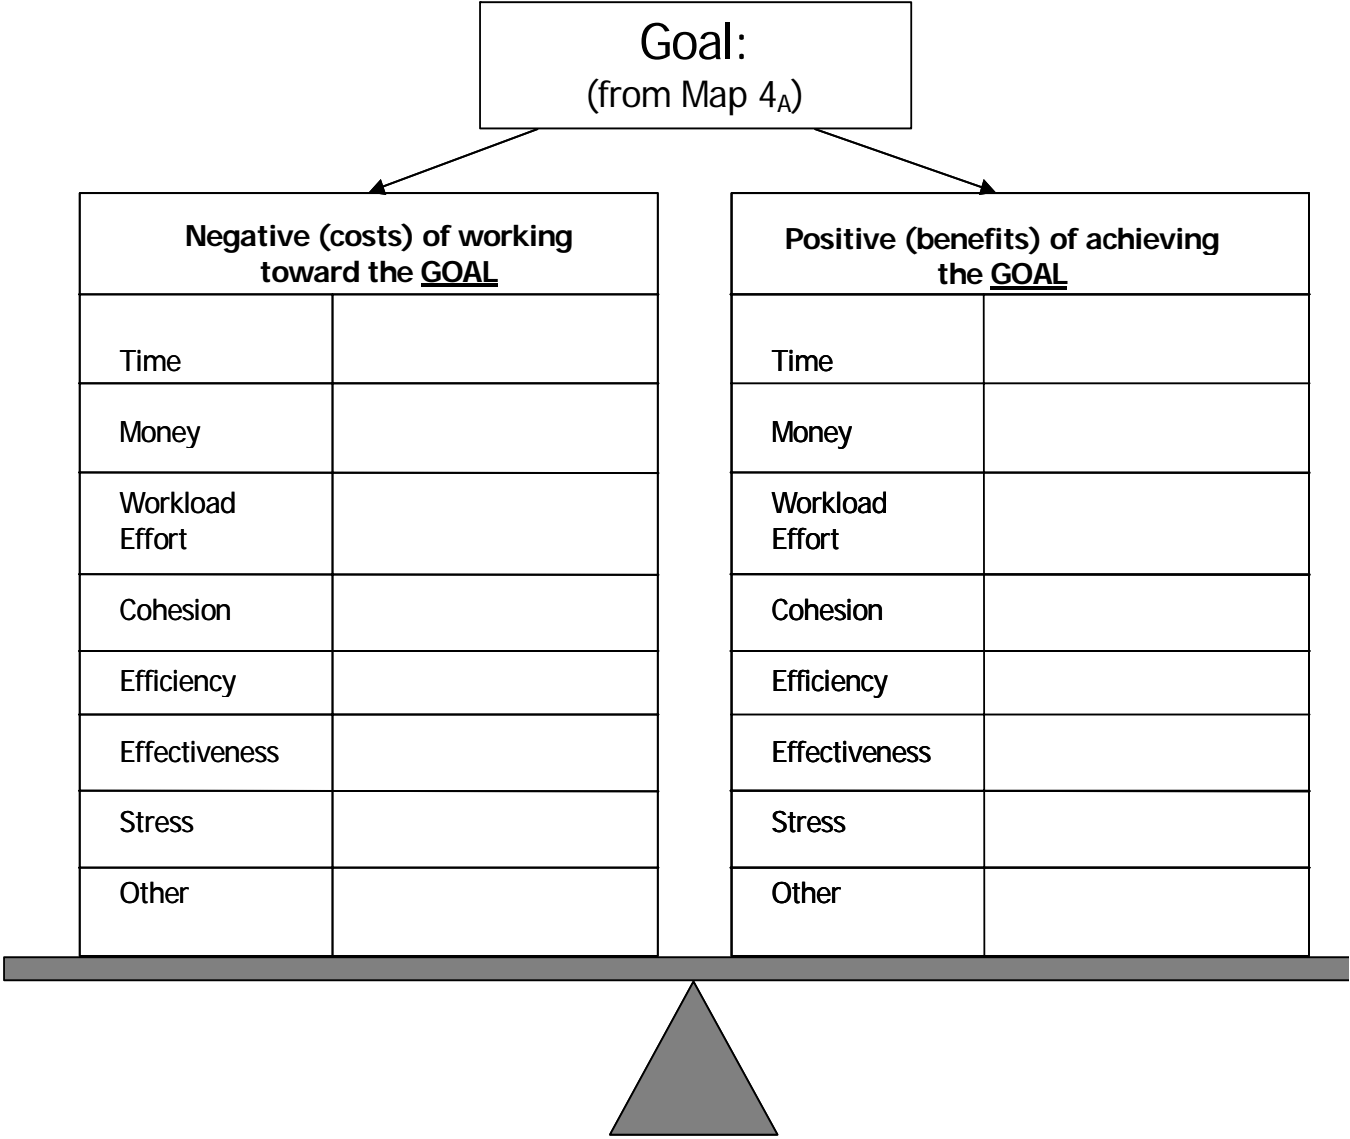 Goal:
(from Map 4A)
Negative (costs) of working
toward the GOAL
Time
Money
Workload
Effort
Cohesion
Efficiency
Effectiveness
Stress
Other
Positive (benefits) of achieving
the GOAL
Time
Money
Workload
Effort
Cohesion
Efficiency
Effectiveness
Stress
Other